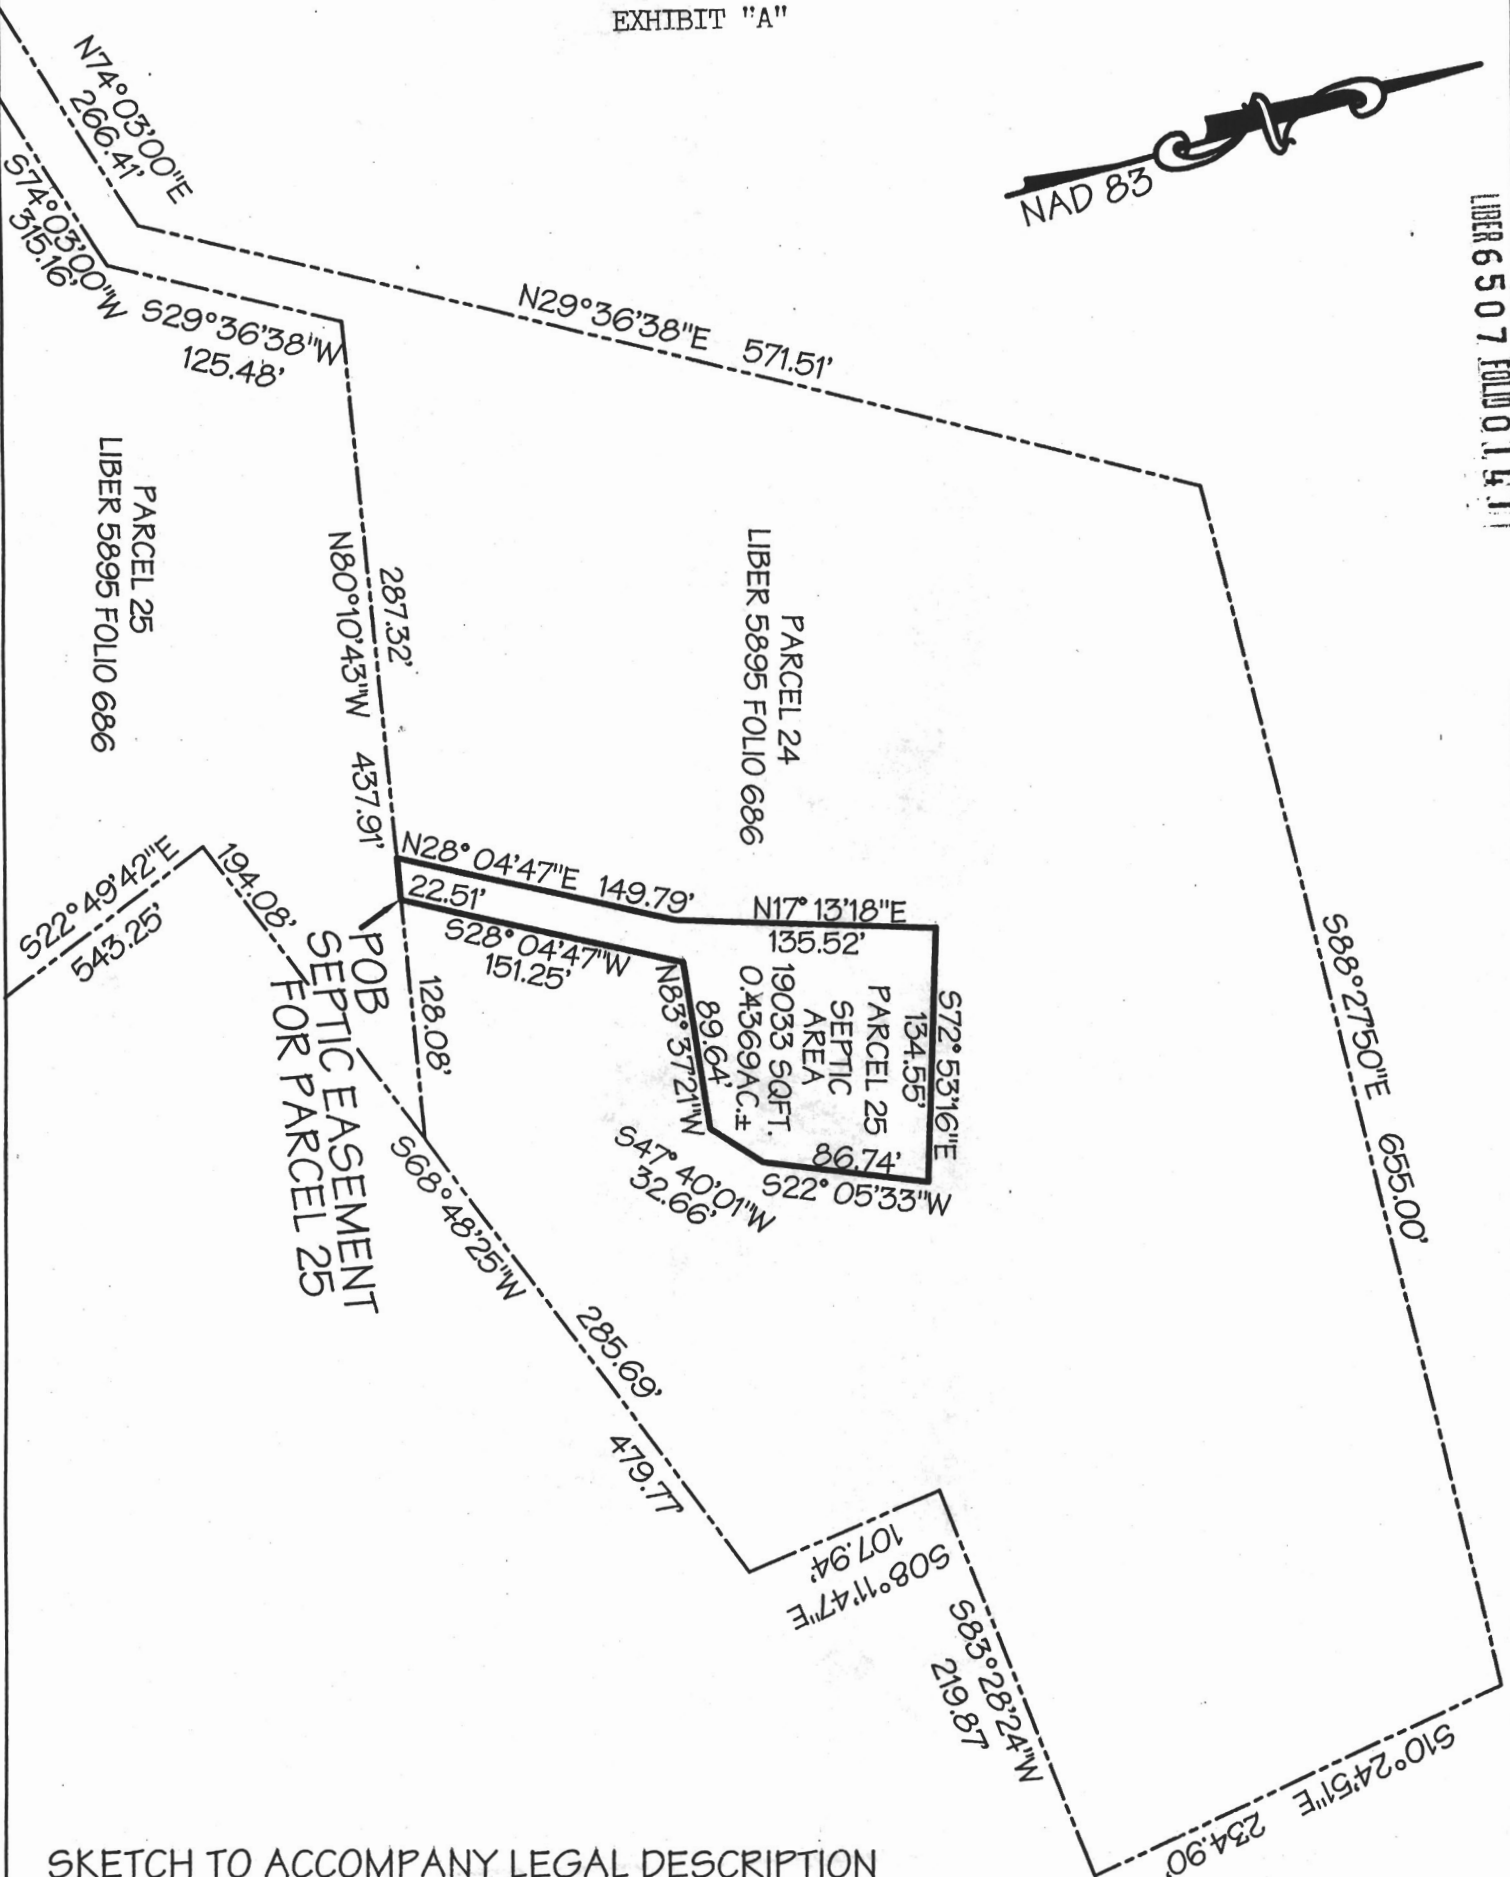 EXHIBIT "A"
NAD 83
LIBER 6507 FOLIO 014
N74°03'00"E
266.41'
S74°03'00"W
315.16'
S29°36'38"W
125.48'
N29°36'38"E 571.51'
PARCEL 25
LIBER 5895 FOLIO 686
287.32'
N80°10'43"W 437.91'
PARCEL 24
LIBER 5895 FOLIO 686
N28°04'47"E 149.79'
22.51'
S28°04'47"W
151.25'
N17°13'18"E
135.52'
S72°53'16"E
134.55'
PARCEL 25
SEPTIC
AREA
19033 SQFT.
0.4369AC.±
89.64'
N83°37'21"W
86.74'
S22°05'33"W
S47°40'01"W
32.66'
S88°27'50"E 655.00'
S22°49'42"E
543.25'
194.08'
POB
SEPTIC EASEMENT
FOR PARCEL 25
128.08'
S68°48'25"W
285.69'
479.77'
107.94'
S08°11'47"E
S83°28'24"W
219.87'
S10°24'51"E 234.90'
SKETCH TO ACCOMPANY LEGAL DESCRIPTION